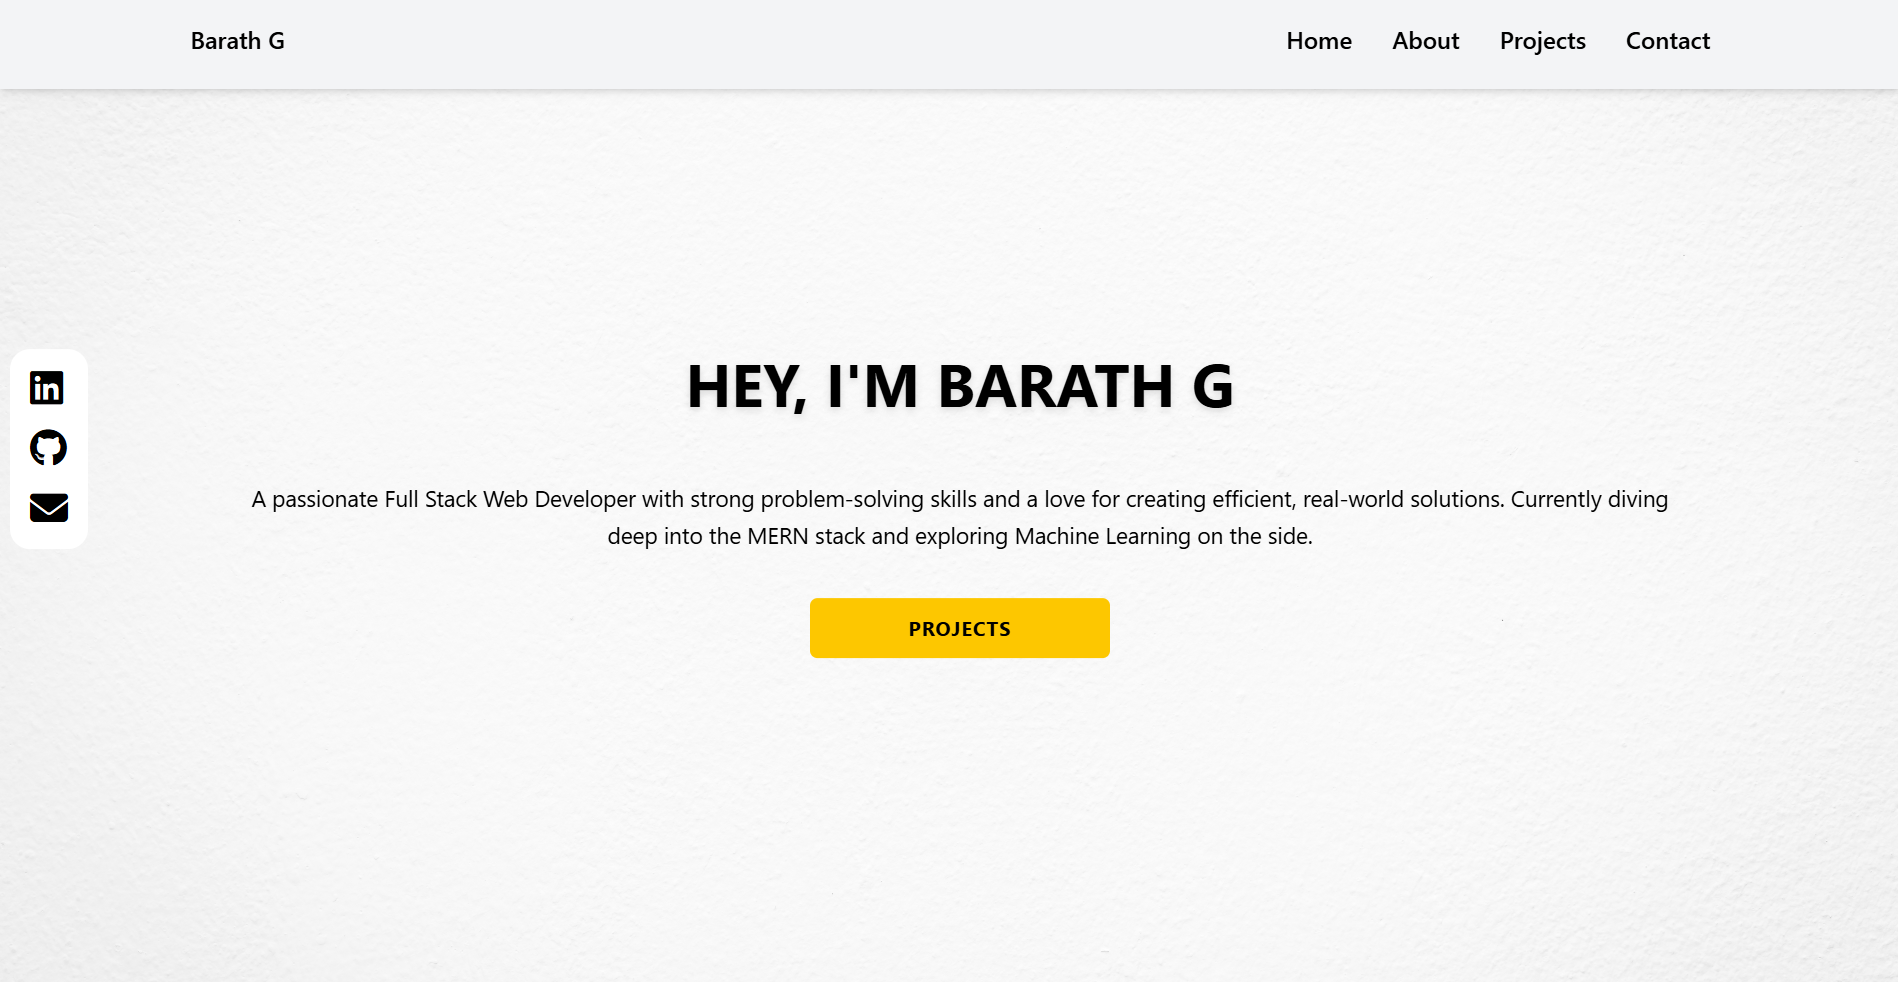 Barath G
Home
About
Projects
Contact
in
HEY, I'M BARATH G
A passionate Full Stack Web Developer with strong problem-solving skills and a love for creating efficient, real-world solutions. Currently diving
deep into the MERN stack and exploring Machine Learning on the side.
PROJECTS